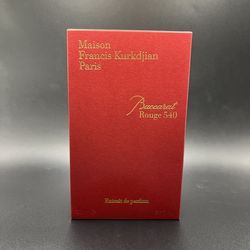 Maison
Francis Kurkdjian
Paris
Baccarat
Rouge 540
Extrait de parfum